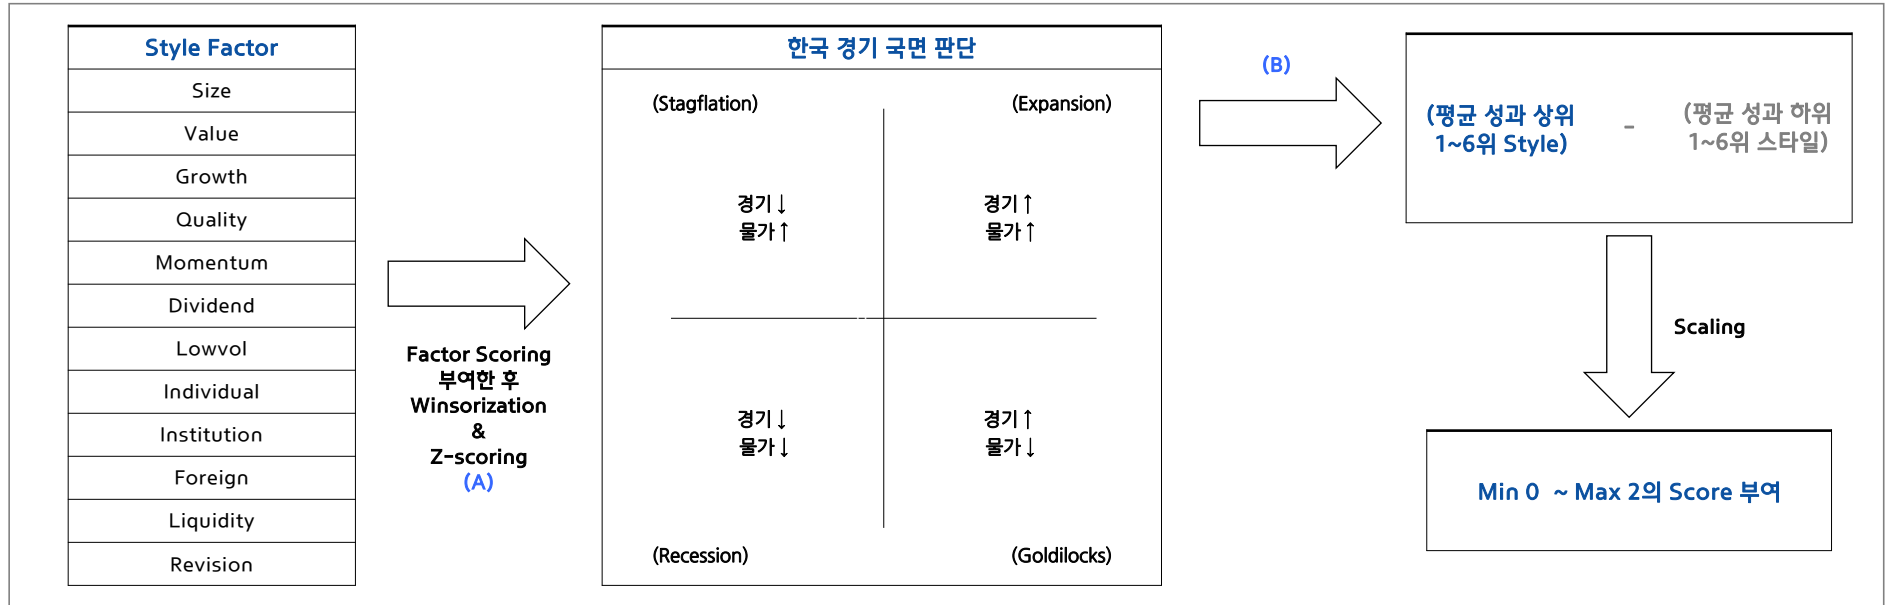 Style Factor
Size
Value
Growth
Quality
Momentum
Dividend
Lowvol
Individual
Institution
Foreign
Liquidity
Revision
Factor Scoring
부여한 후
Winsorization
&
Z-scoring
(A)
한국 경기 국면 판단
(Stagflation)
(Expansion)
경기↓
물가↑
경기↑
물가↑
경기↓
물가↓
경기↑
물가↓
(Recession)
(Goldilocks)
(B)
(평균 성과 상위
1~6위 Style)
-
(평균 성과 하위
1~6위 스타일)
Scaling
Min 0 ~ Max 2의 Score 부여